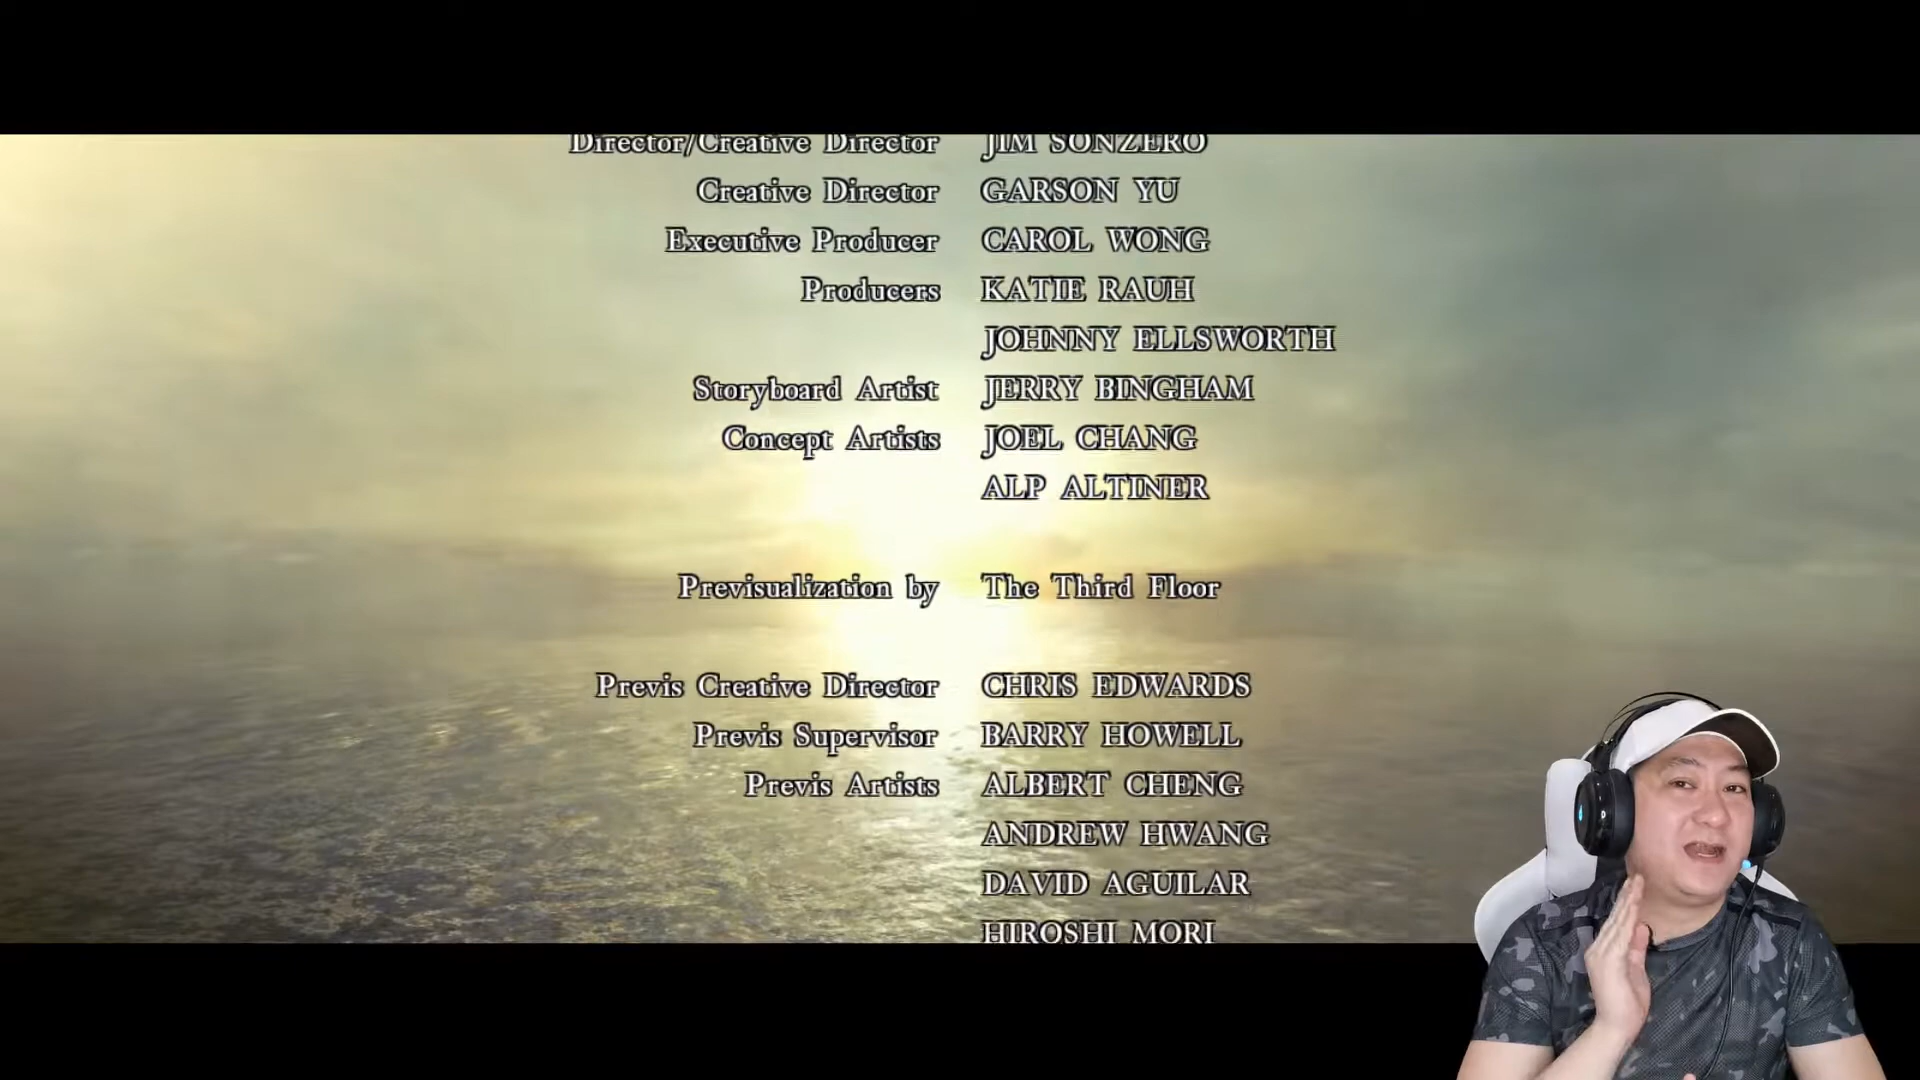 Director/Creative Director JIM SONZERO
Creative Director GARSON YU
Executive Producer CAROL WONG
Producers KATIE RAUH
JOHNNY ELLSWORTH
Storyboard Artist JERRY BINGHAM
Concept Artists JOEL CHANG
ALP ALTINER
Previsualization by The Third Floor
Previs Creative Director CHRIS EDWARDS
Previs Supervisor BARRY HOWELL
Previs Artists ALBERT CHENG
ANDREW HWANG
DAVID AGUILAR
HIROSHI MORI